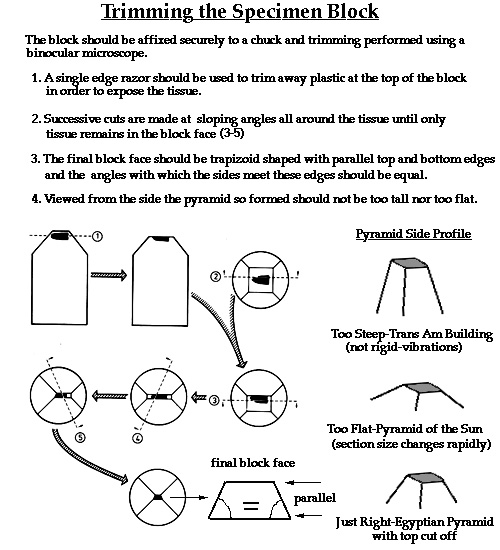 Trimming the Specimen Block
The block should be affixed securely to a chuck and trimming performed using a
binocular microscope.
1. A single edge razor should be used to trim away plastic at the top of the block
in order to expose the tissue.
2. Successive cuts are made at sloping angles all around the tissue until only
tissue remains in the block face (3-5)
3. The final block face should be trapizoid shaped with parallel top and bottom edges
and the angles with which the sides meet these edges should be equal.
4. Viewed from the side the pyramid so formed should not be too tall nor too flat.
Pyramid Side Profile
1
2
Too Steep-Trans Am Building
(not rigid-vibrations)
3
5
4
Too Flat-Pyramid of the Sun
(section size changes rapidly)
final block face
=
parallel
Just Right-Egyptian Pyramid
with top cut off